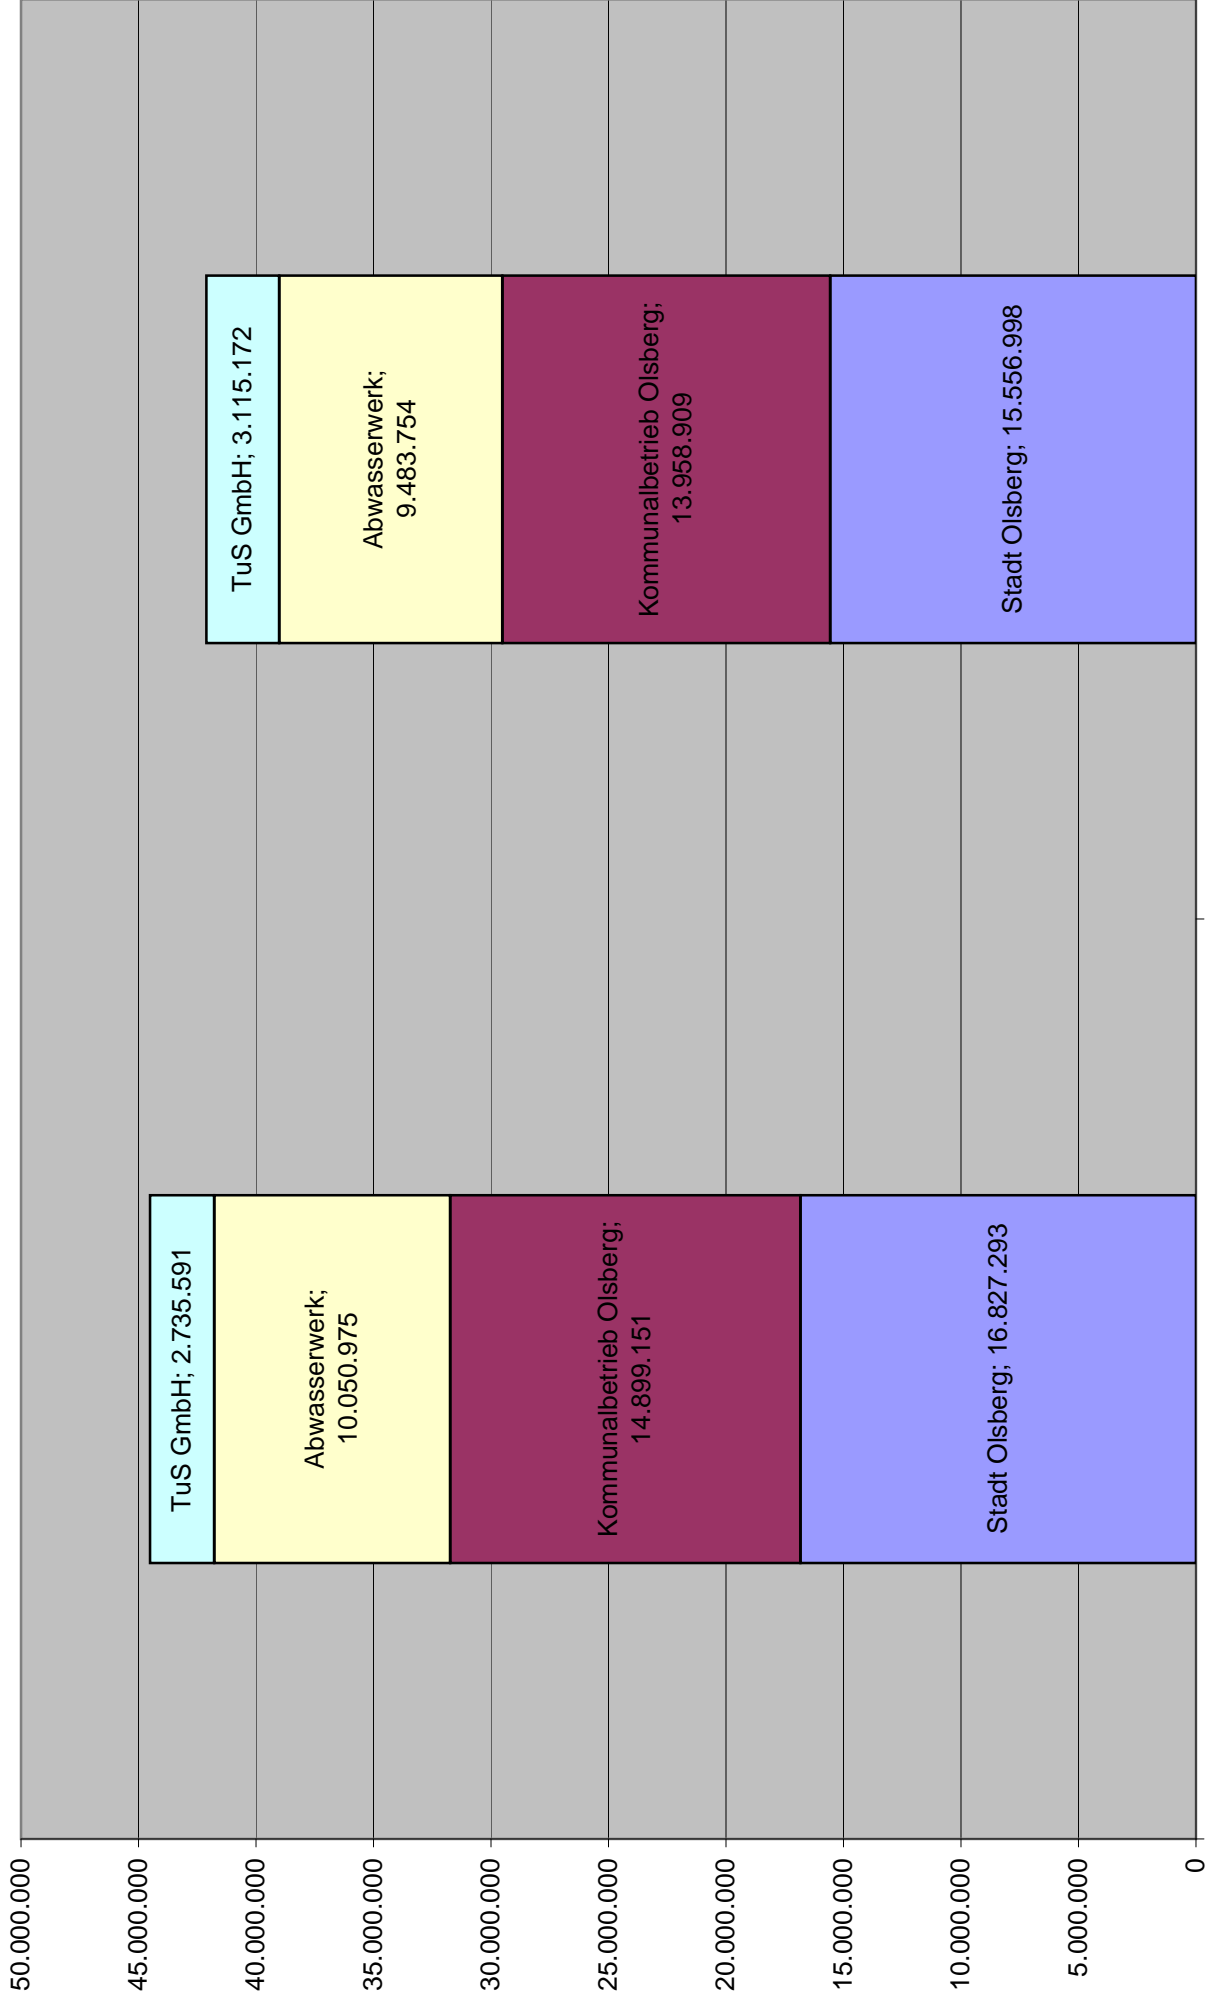 50.000.000
45.000.000
40.000.000
35.000.000
30.000.000
25.000.000
20.000.000
15.000.000
10.000.000
5.000.000
0
TuS GmbH; 2.735.591
Abwasserwerk;
10.050.975
Kommunalbetrieb Olsberg;
14.899.151
Stadt Olsberg; 16.827.293
TuS GmbH; 3.115.172
Abwasserwerk;
9.483.754
Kommunalbetrieb Olsberg;
13.958.909
Stadt Olsberg; 15.556.998